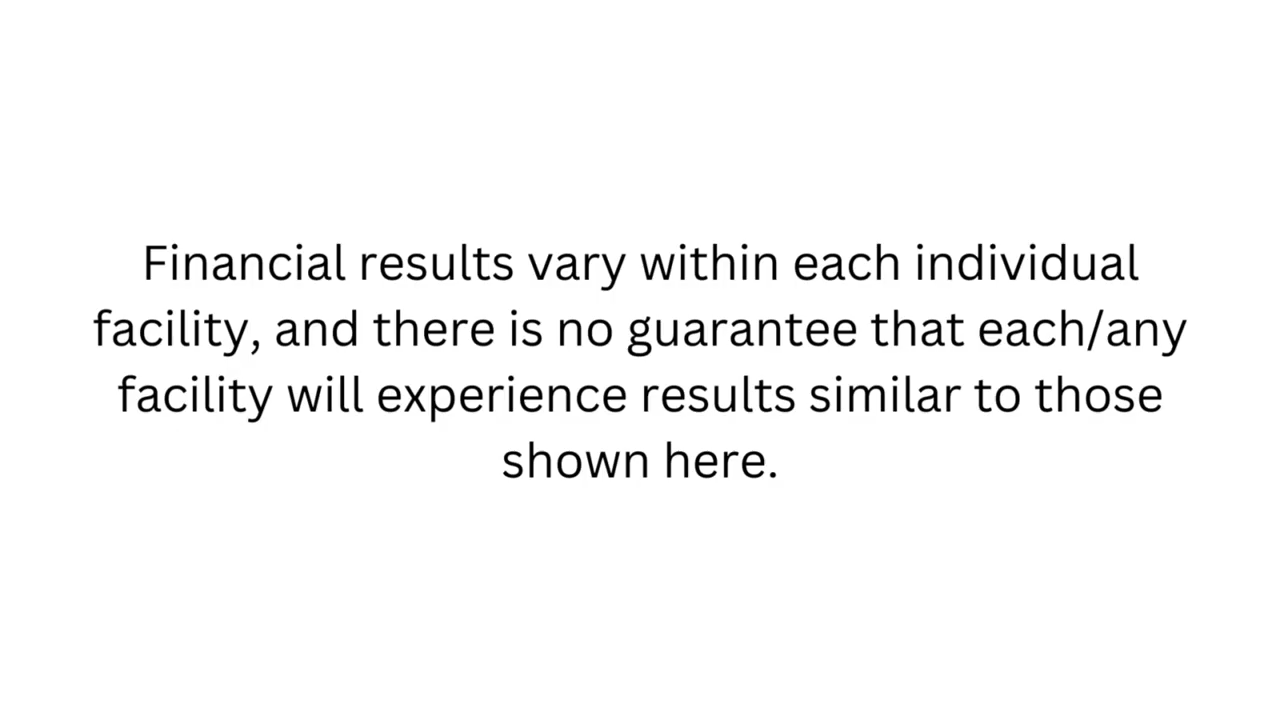 Financial results vary within each individual
facility, and there is no guarantee that each/any
facility will experience results similar to those
shown here.